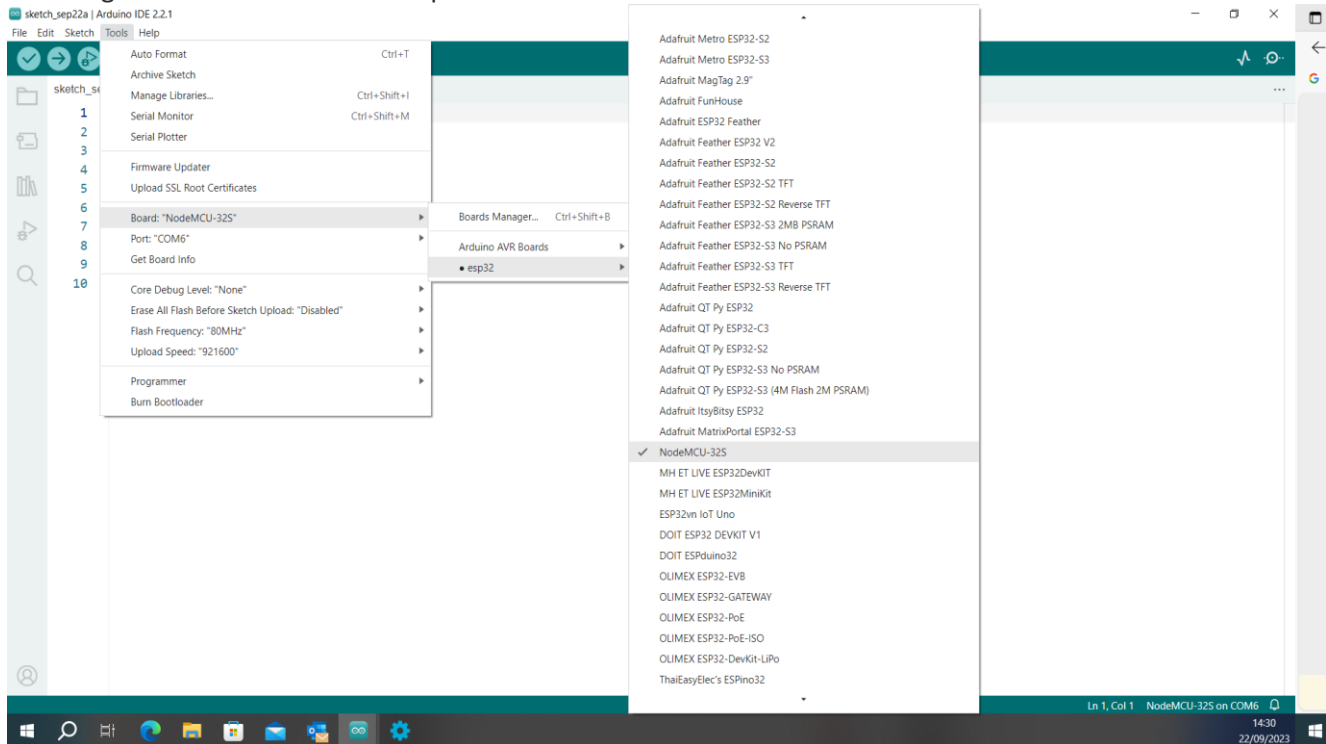 sketch_sep22a | Arduino IDE 2.2.1
File Edit Sketch Tools Help
Auto Format Ctrl+T
Archive Sketch
Manage Libraries... Ctrl+Shift+I
Serial Monitor Ctrl+Shift+M
Serial Plotter
Firmware Updater
Upload SSL Root Certificates
Board: "NodeMCU-32S"
Port: "COM6"
Get Board Info
Core Debug Level: "None"
Erase All Flash Before Sketch Upload: "Disabled"
Flash Frequency: "80MHz"
Upload Speed: "921600"
Programmer
Burn Bootloader
sketch_se
1
2
3
4
5
6
7
8
9
10
Boards Manager... Ctrl+Shift+B
Arduino AVR Boards
esp32
Adafruit Metro ESP32-S2
Adafruit Metro ESP32-S3
Adafruit MagTag 2.9"
Adafruit FunHouse
Adafruit ESP32 Feather
Adafruit Feather ESP32 V2
Adafruit Feather ESP32-S2
Adafruit Feather ESP32-S2 TFT
Adafruit Feather ESP32-S2 Reverse TFT
Adafruit Feather ESP32-S3 2MB PSRAM
Adafruit Feather ESP32-S3 No PSRAM
Adafruit Feather ESP32-S3 TFT
Adafruit Feather ESP32-S3 Reverse TFT
Adafruit QT Py ESP32
Adafruit QT Py ESP32-C3
Adafruit QT Py ESP32-S2
Adafruit QT Py ESP32-S3 No PSRAM
Adafruit QT Py ESP32-S3 (4M Flash 2M PSRAM)
Adafruit ItsyBitsy ESP32
Adafruit MatrixPortal ESP32-S3
NodeMCU-32S
MH ET LIVE ESP32DevKIT
MH ET LIVE ESP32MiniKit
ESP32vn IoT Uno
DOIT ESP32 DEVKIT V1
DOIT ESPduino32
OLIMEX ESP32-EVB
OLIMEX ESP32-GATEWAY
OLIMEX ESP32-PoE
OLIMEX ESP32-PoE-ISO
OLIMEX ESP32-DevKit-LiPo
ThaiEasyElec's ESPino32
Ln 1, Col 1 NodeMCU-32S on COM6
14:30
22/09/2023